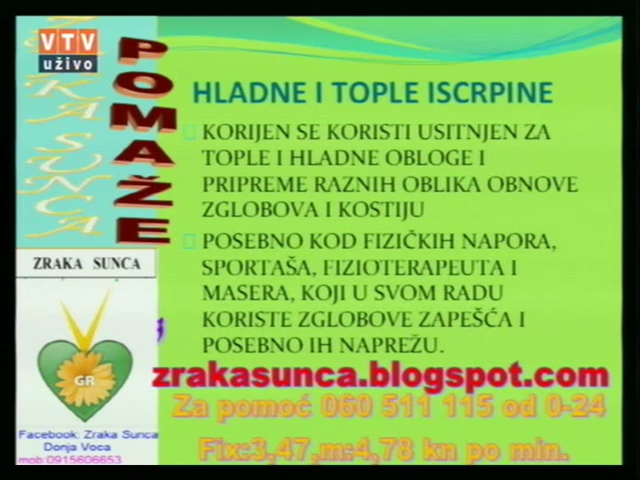 VTV
uživo
ZRAKA SUNCA
POMAŽE
HLADNE I TOPLE ISCRPINE
KORIJEN SE KORISTI USITNJEN ZA
TOPLE I HLADNE OBLOGE I
PRIPREME RAZNIH OBLIKA OBNOVE
ZGLOBOVA I KOSTIJU
POSEBNO KOD FIZIČKIH NAPORA,
SPORTAŠA, FIZIOTERAPEUTA I
MASERA, KOJI U SVOM RADU
KORISTE ZGLOBOVE ZAPEŠĆA I
POSEBNO IH NAPREŽU.
ZRAKA SUNCA
GR
Facebook: Zraka Sunca
Donja Voca
mob:0915606653
zrakasunca.blogspot.com
Za pomoć 060 511 115 od 0-24
Fix:3,47,m:4,78 kn po min.